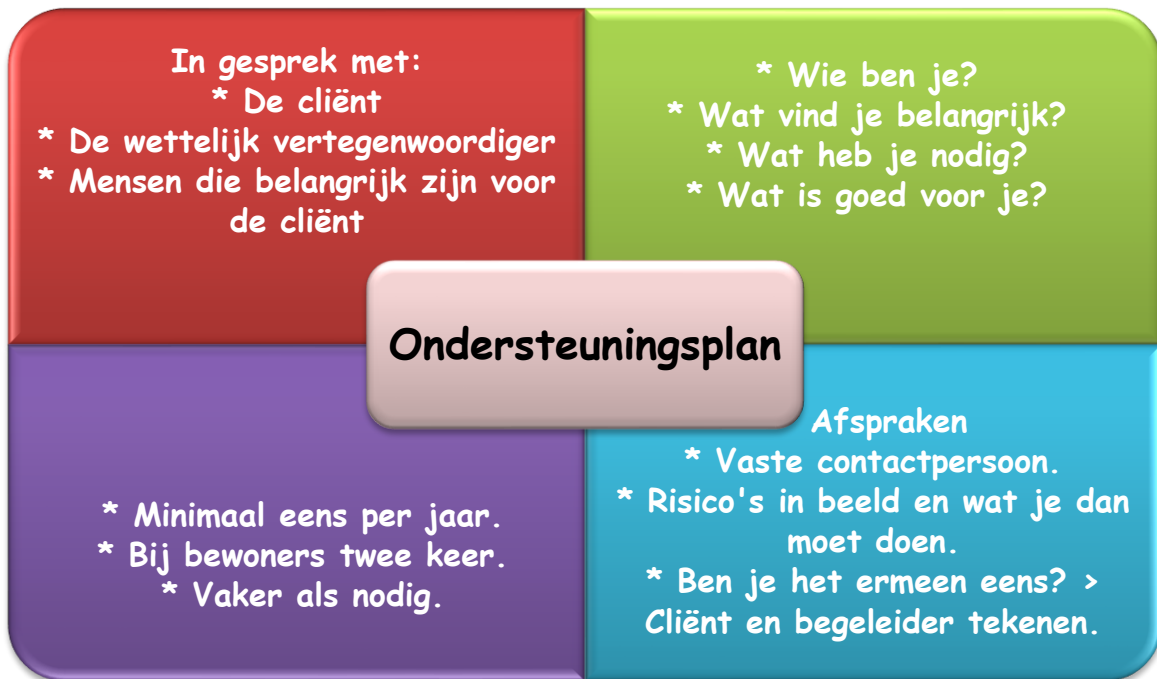 In gesprek met:
* De cliënt
* De wettelijk vertegenwoordiger
* Mensen die belangrijk zijn voor
de cliënt
* Wie ben je?
* Wat vind je belangrijk?
* Wat heb je nodig?
* Wat is goed voor je?
Ondersteuningsplan
* Minimaal eens per jaar.
* Bij bewoners twee keer.
* Vaker als nodig.
Afspraken
* Vaste contactpersoon.
* Risico's in beeld en wat je dan
moet doen.
* Ben je het ermeen eens? >
Cliënt en begeleider tekenen.